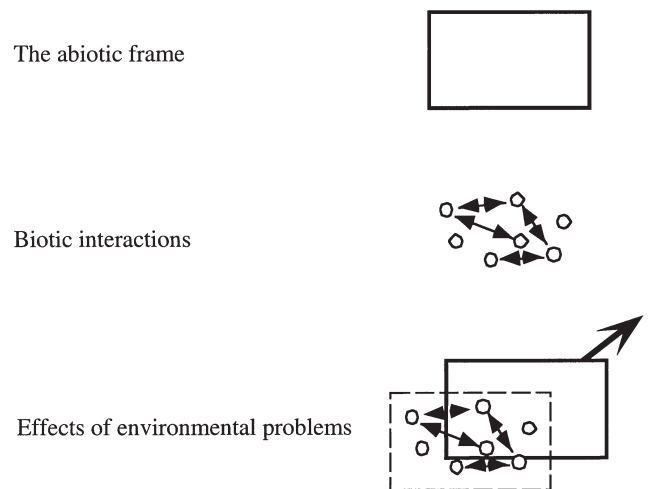 The abiotic frame
Biotic interactions
Effects of environmental problems